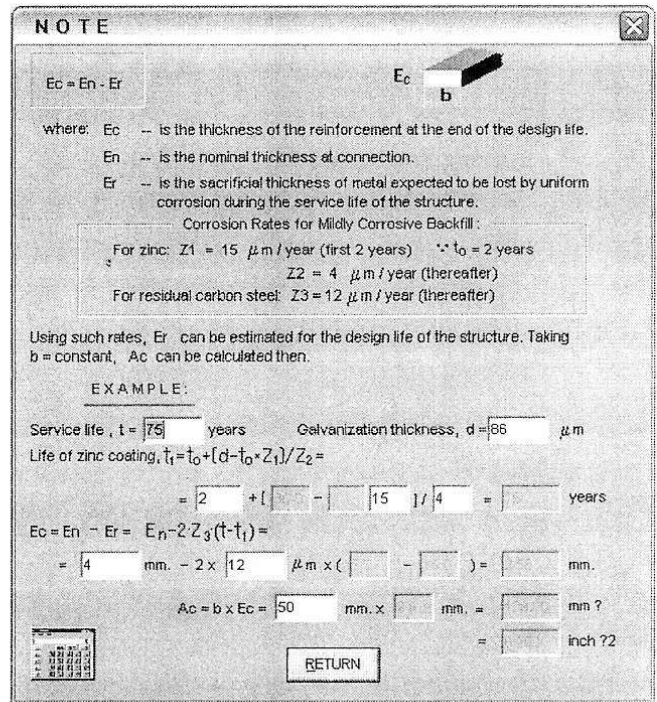 NOTE
Ec = En - Er
Ec
b
where: Ec -- is the thickness of the reinforcement at the end of the design life.
En -- is the nominal thickness at connection.
Er -- is the sacrificial thickness of metal expected to be lost by uniform
corrosion during the service life of the structure.
Corrosion Rates for Mildly Corrosive Backfill :
For zinc: Z1 = 15 μm / year (first 2 years) ∵ t₀ = 2 years
Z2 = 4 μm / year (thereafter)
For residual carbon steel: Z3 = 12 μm / year (thereafter)
Using such rates, Er can be estimated for the design life of the structure. Taking
b = constant, Ac can be calculated then.
EXAMPLE:
Service life , t = 75 years Galvanization thickness, d = 86 μm
Life of zinc coating, t₁=t₀+(d-t₀×Z₁)/Z₂=
= 2 +[ - 15 ] / 4 = years
Ec = En - Er = En-2·Z₃(t-t₁)=
= 4 mm. - 2 x 12 μm x ( - ) = mm.
Ac = b x Ec = 50 mm. x mm. = mm ?
= inch ?2
RETURN